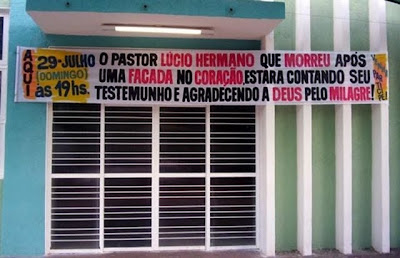 AQUI
29-JULHO
(DOMINGO)
ÀS 19hs.
O PASTOR LÚCIO HERMANO QUE MORREU APÓS
UMA FACADA NO CORAÇÃO, ESTARA CONTANDO SEU
TESTEMUNHO E AGRADECENDO A DEUS PELO MILAGRE!